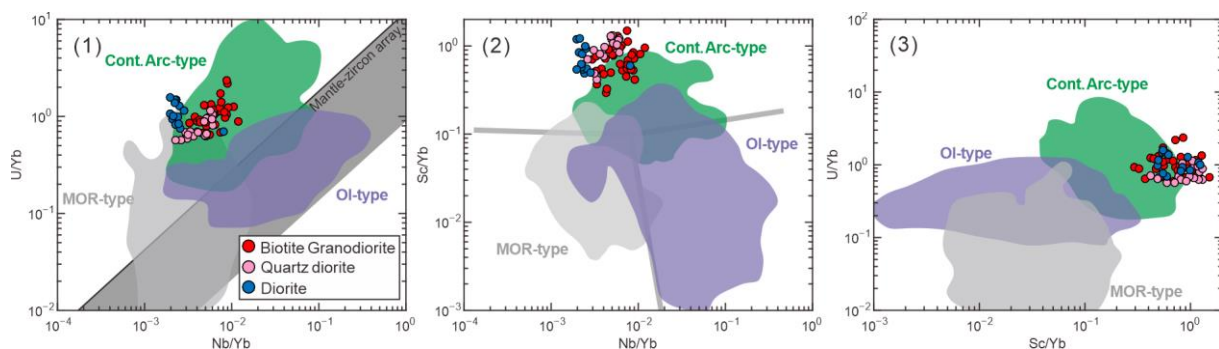 (1)
Cont. Arc-type
Mantle-zircon array
MOR-type
OI-type
Biotite Granodiorite
Quartz diorite
Diorite
U/Yb
10¹
10⁰
10⁻¹
10⁻²
10⁻⁴
10⁻³
10⁻²
10⁻¹
10⁰
Nb/Yb
(2)
Cont. Arc-type
OI-type
MOR-type
Sc/Yb
10⁰
10⁻¹
10⁻²
10⁻³
10⁻⁴
10⁻³
10⁻²
10⁻¹
10⁰
Nb/Yb
(3)
Cont. Arc-type
OI-type
MOR-type
U/Yb
10²
10¹
10⁰
10⁻¹
10⁻²
10⁻³
10⁻²
10⁻¹
10⁰
Sc/Yb